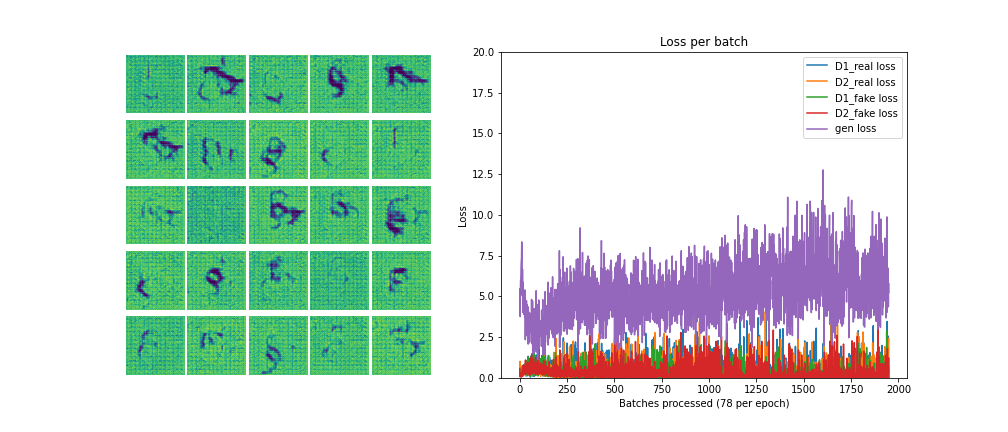 Loss per batch
20.0
17.5
15.0
12.5
10.0
7.5
5.0
2.5
0.0
Loss
D1_real loss
D2_real loss
D1_fake loss
D2_fake loss
gen loss
0 250 500 750 1000 1250 1500 1750 2000
Batches processed (78 per epoch)